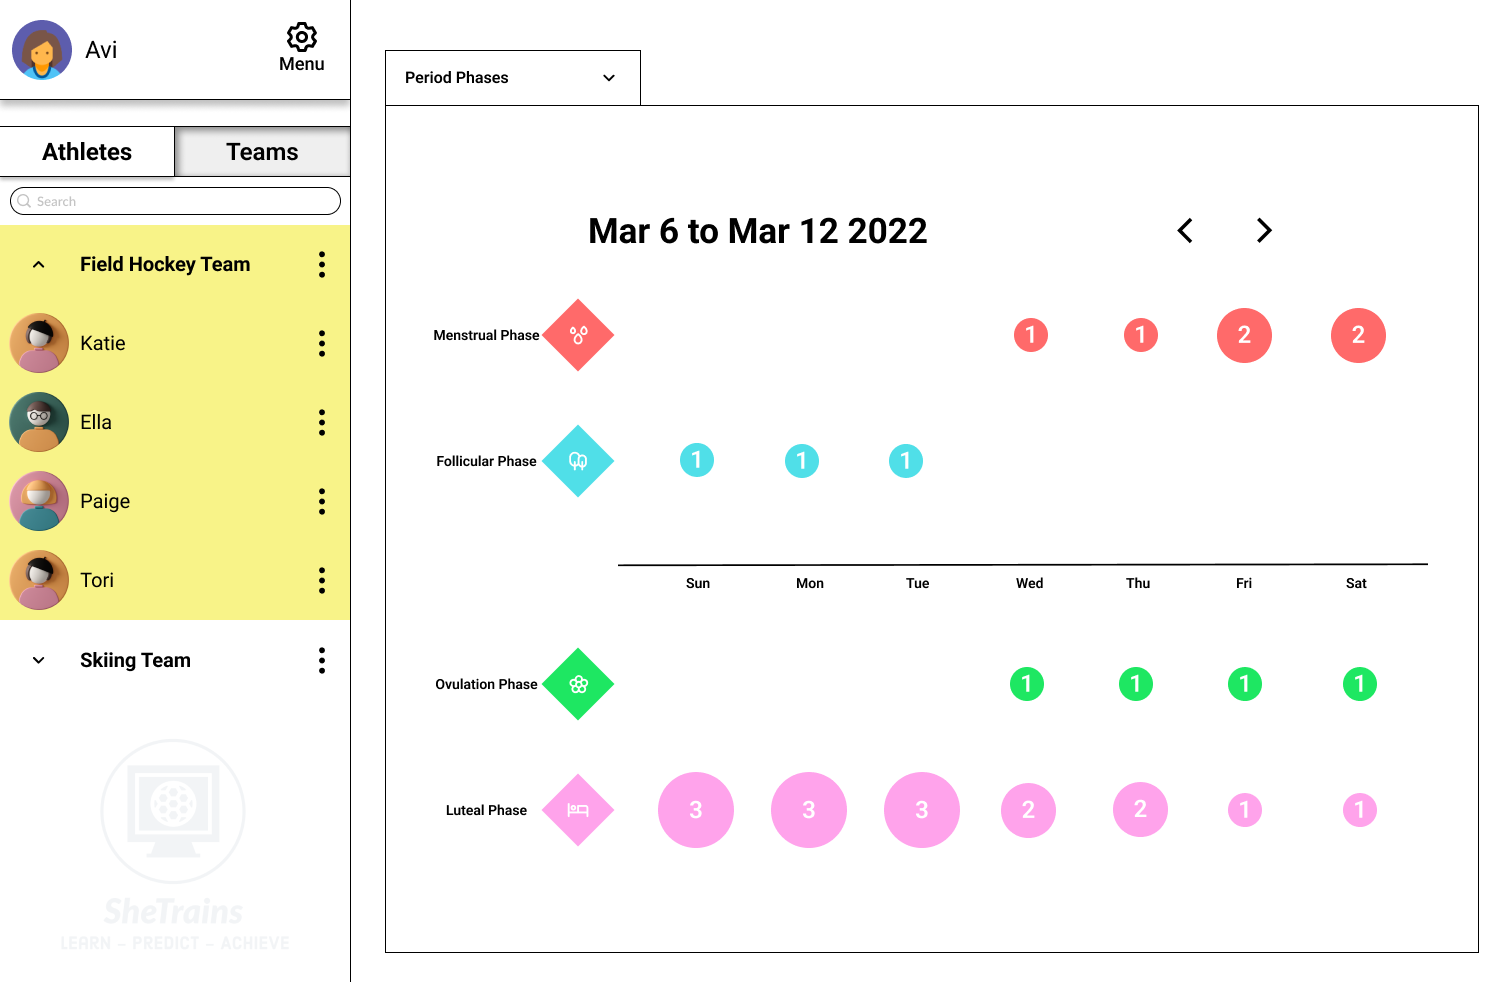 Avi
Menu
Athletes Teams
Search
Field Hockey Team
Katie
Ella
Paige
Tori
Skiing Team
SheTrains
LEARN – PREDICT – ACHIEVE
Period Phases
Mar 6 to Mar 12 2022
Menstrual Phase 1 1 2 2
Follicular Phase 1 1 1
Sun Mon Tue Wed Thu Fri Sat
Ovulation Phase 1 1 1 1
Luteal Phase 3 3 3 2 2 1 1